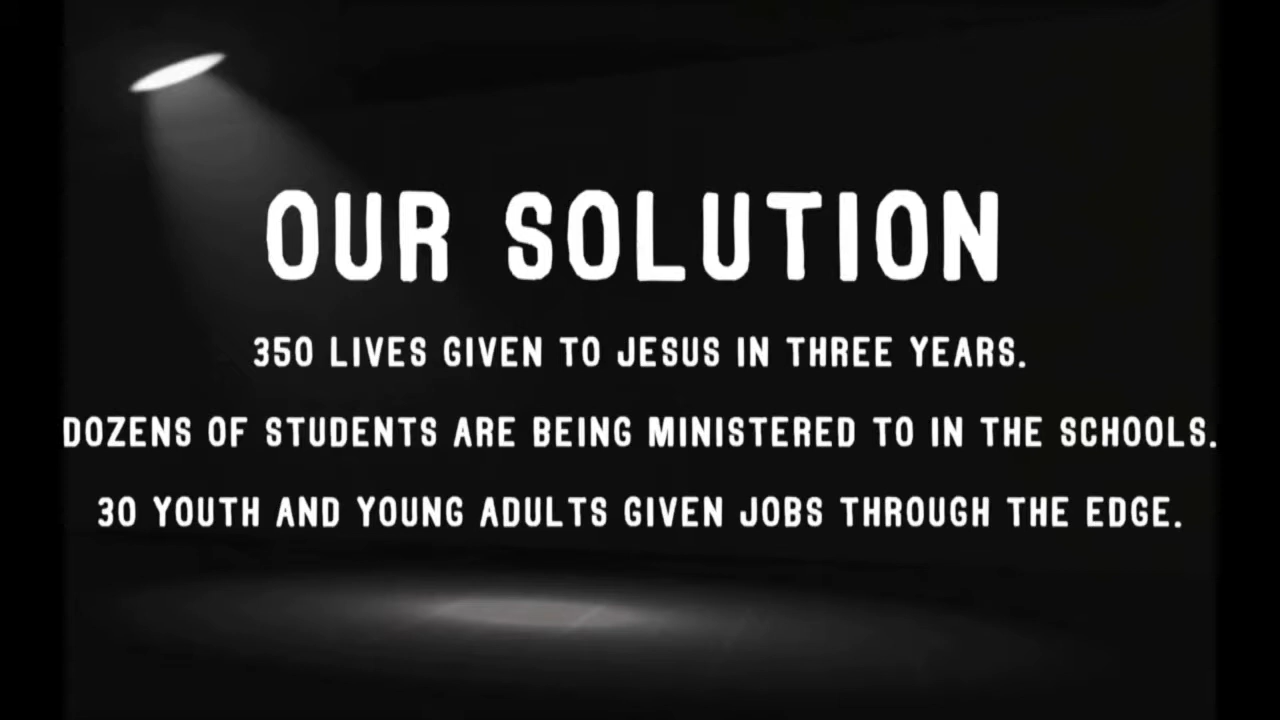 OUR SOLUTION
350 LIVES GIVEN TO JESUS IN THREE YEARS.
DOZENS OF STUDENTS ARE BEING MINISTERED TO IN THE SCHOOLS.
30 YOUTH AND YOUNG ADULTS GIVEN JOBS THROUGH THE EDGE.